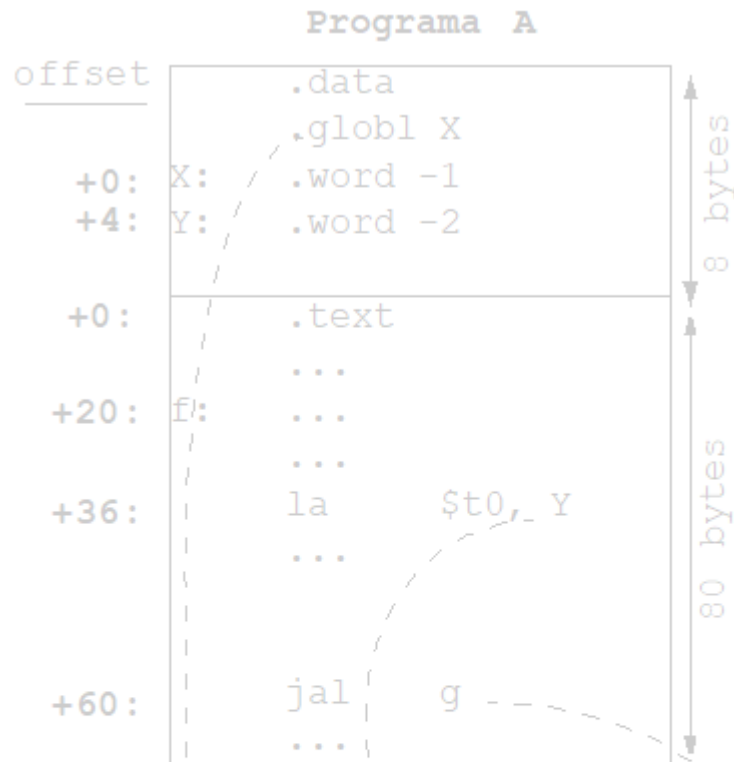 Programa A
offset
.data
.globl X
+0: X: .word -1
+4: Y: .word -2
8 bytes
+0: .text
...
+20: f: ...
...
+36: la $t0, Y
...
+60: jal g
...
80 bytes